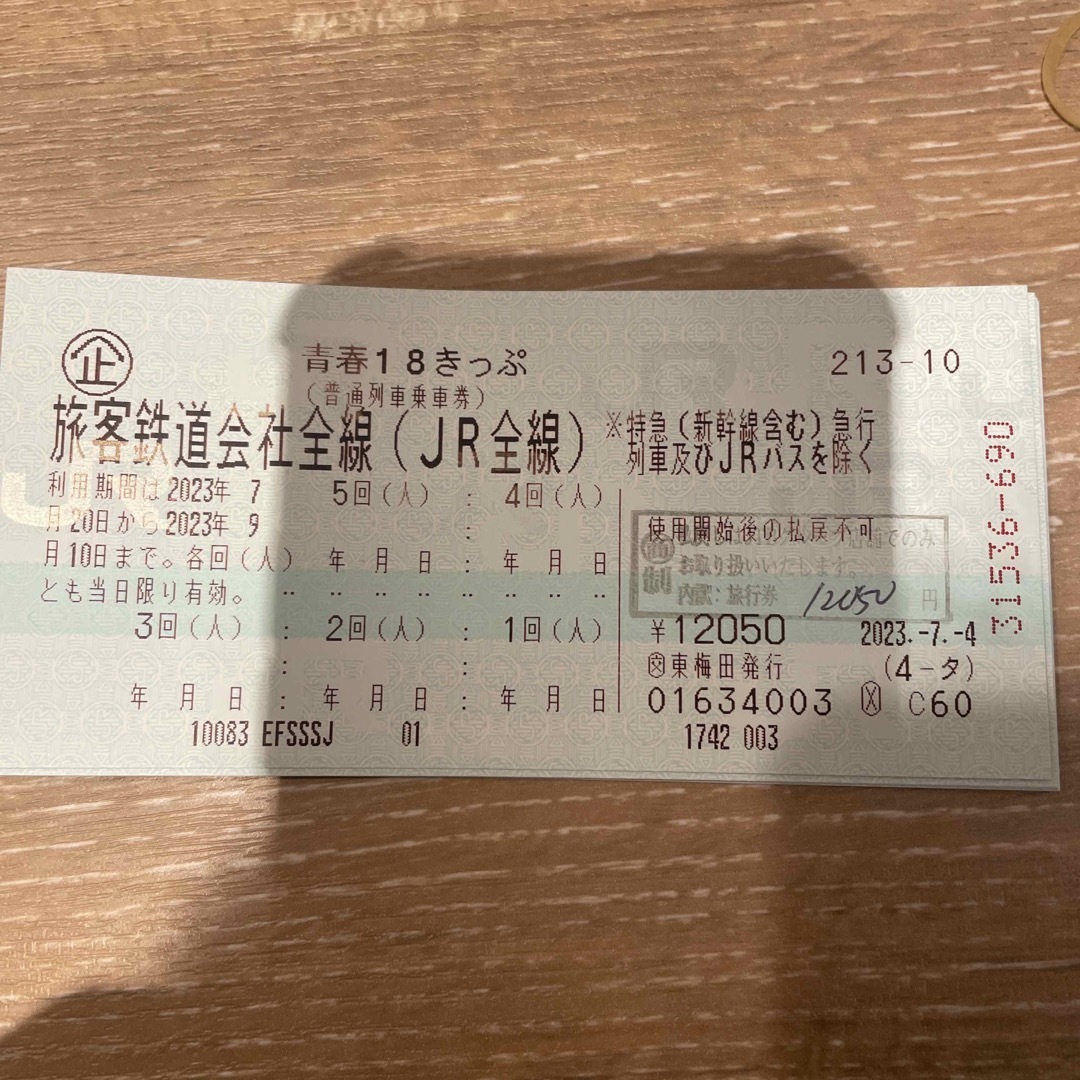 企 青春18きっぷ 213-10
(普通列車乗車券)
旅客鉄道会社全線(JR全線) ※特急(新幹線含む)急行
列車及びJRバスを除く
利用期間は2023年 7 5回(人) : 4回(人)
月20日から2023年 9 : 使用開始後の払戻不可
月10日まで。各回(人) 年 月 日 : 年 月 日 お取り扱いいたします。
とも当日限り有効。 内訳:旅行券 12050 円
3回(人) : 2回(人) : 1回(人) ¥12050 2023.-7.-4
: : 東梅田発行 (4-タ)
年 月 日 : 年 月 日 : 年 月 日 01634003 C60
10083 EFSSSJ 01 1742 003
31536-690